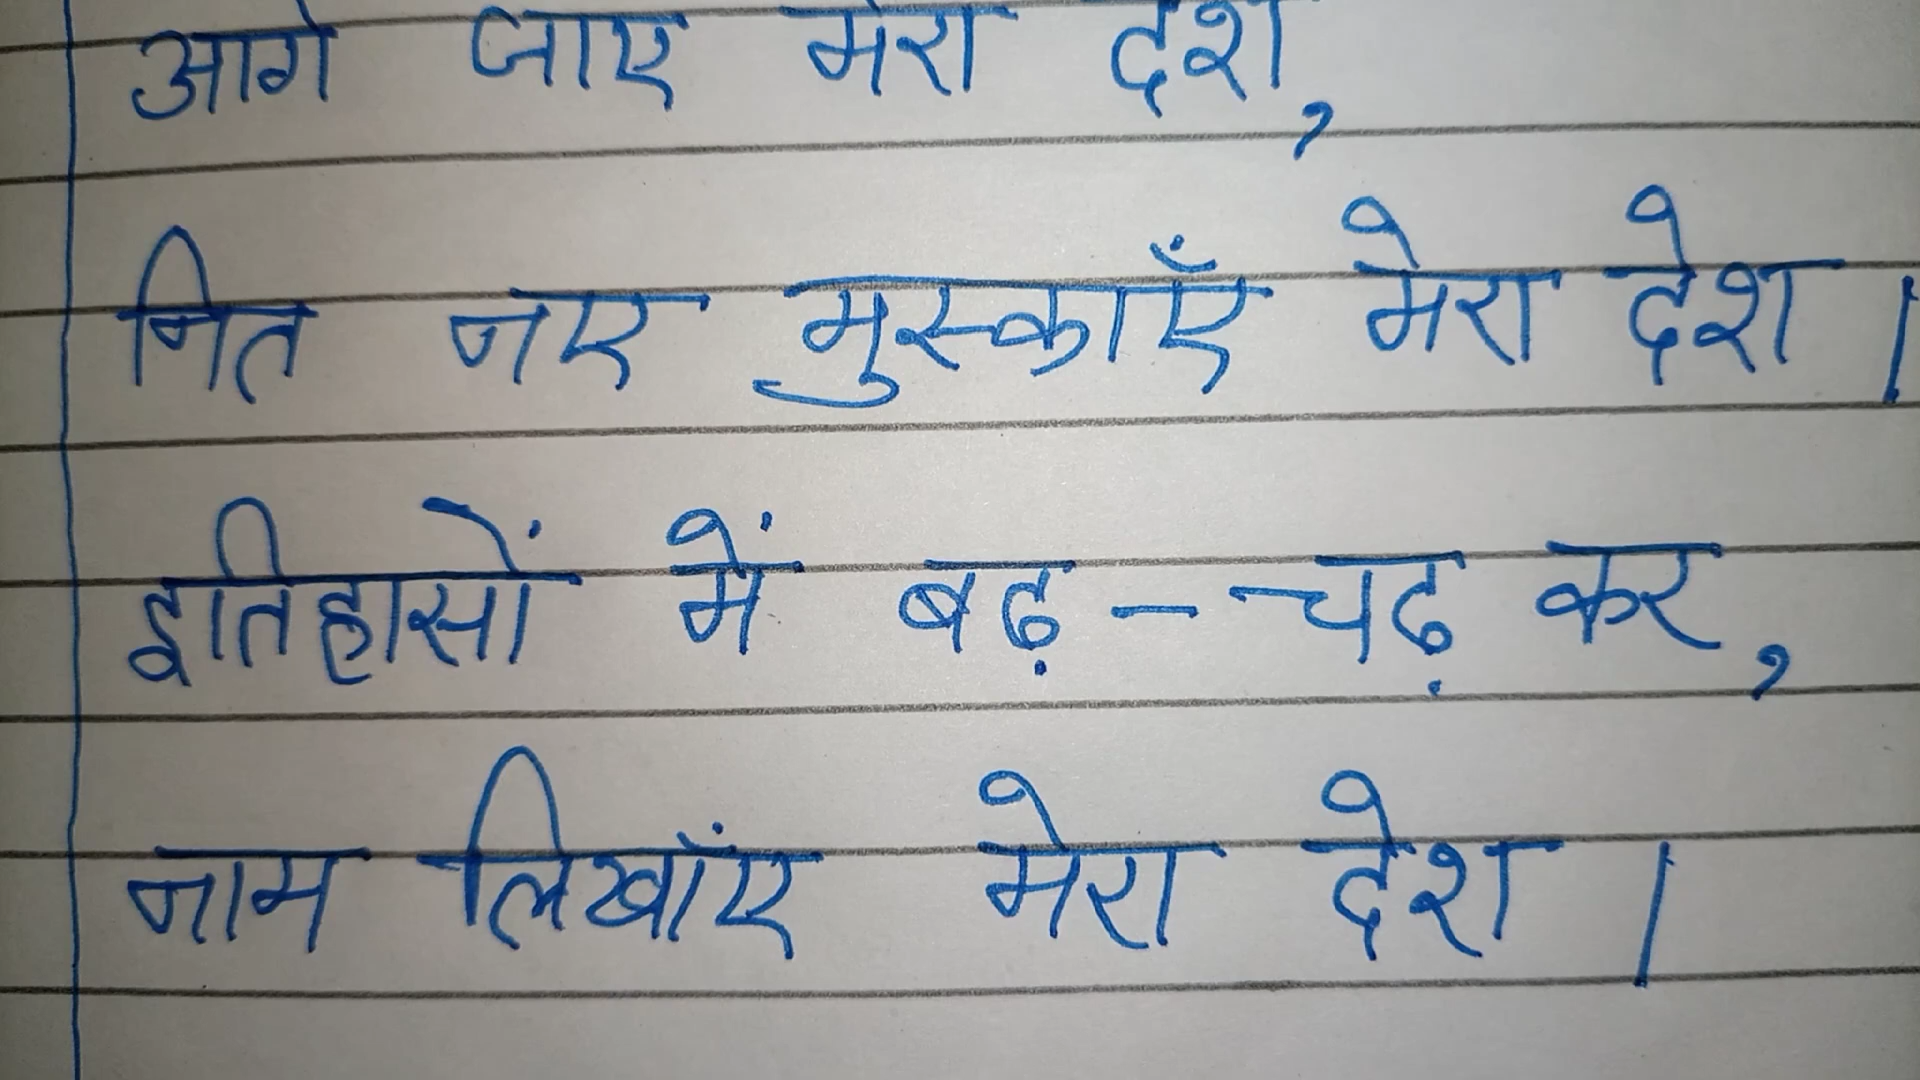 आगे जाए मेरा देश,
नित नए मुस्काएँ मेरा देश।
इतिहासों में बढ़ - चढ़ कर,
नाम लिखाँए मेरा देश।